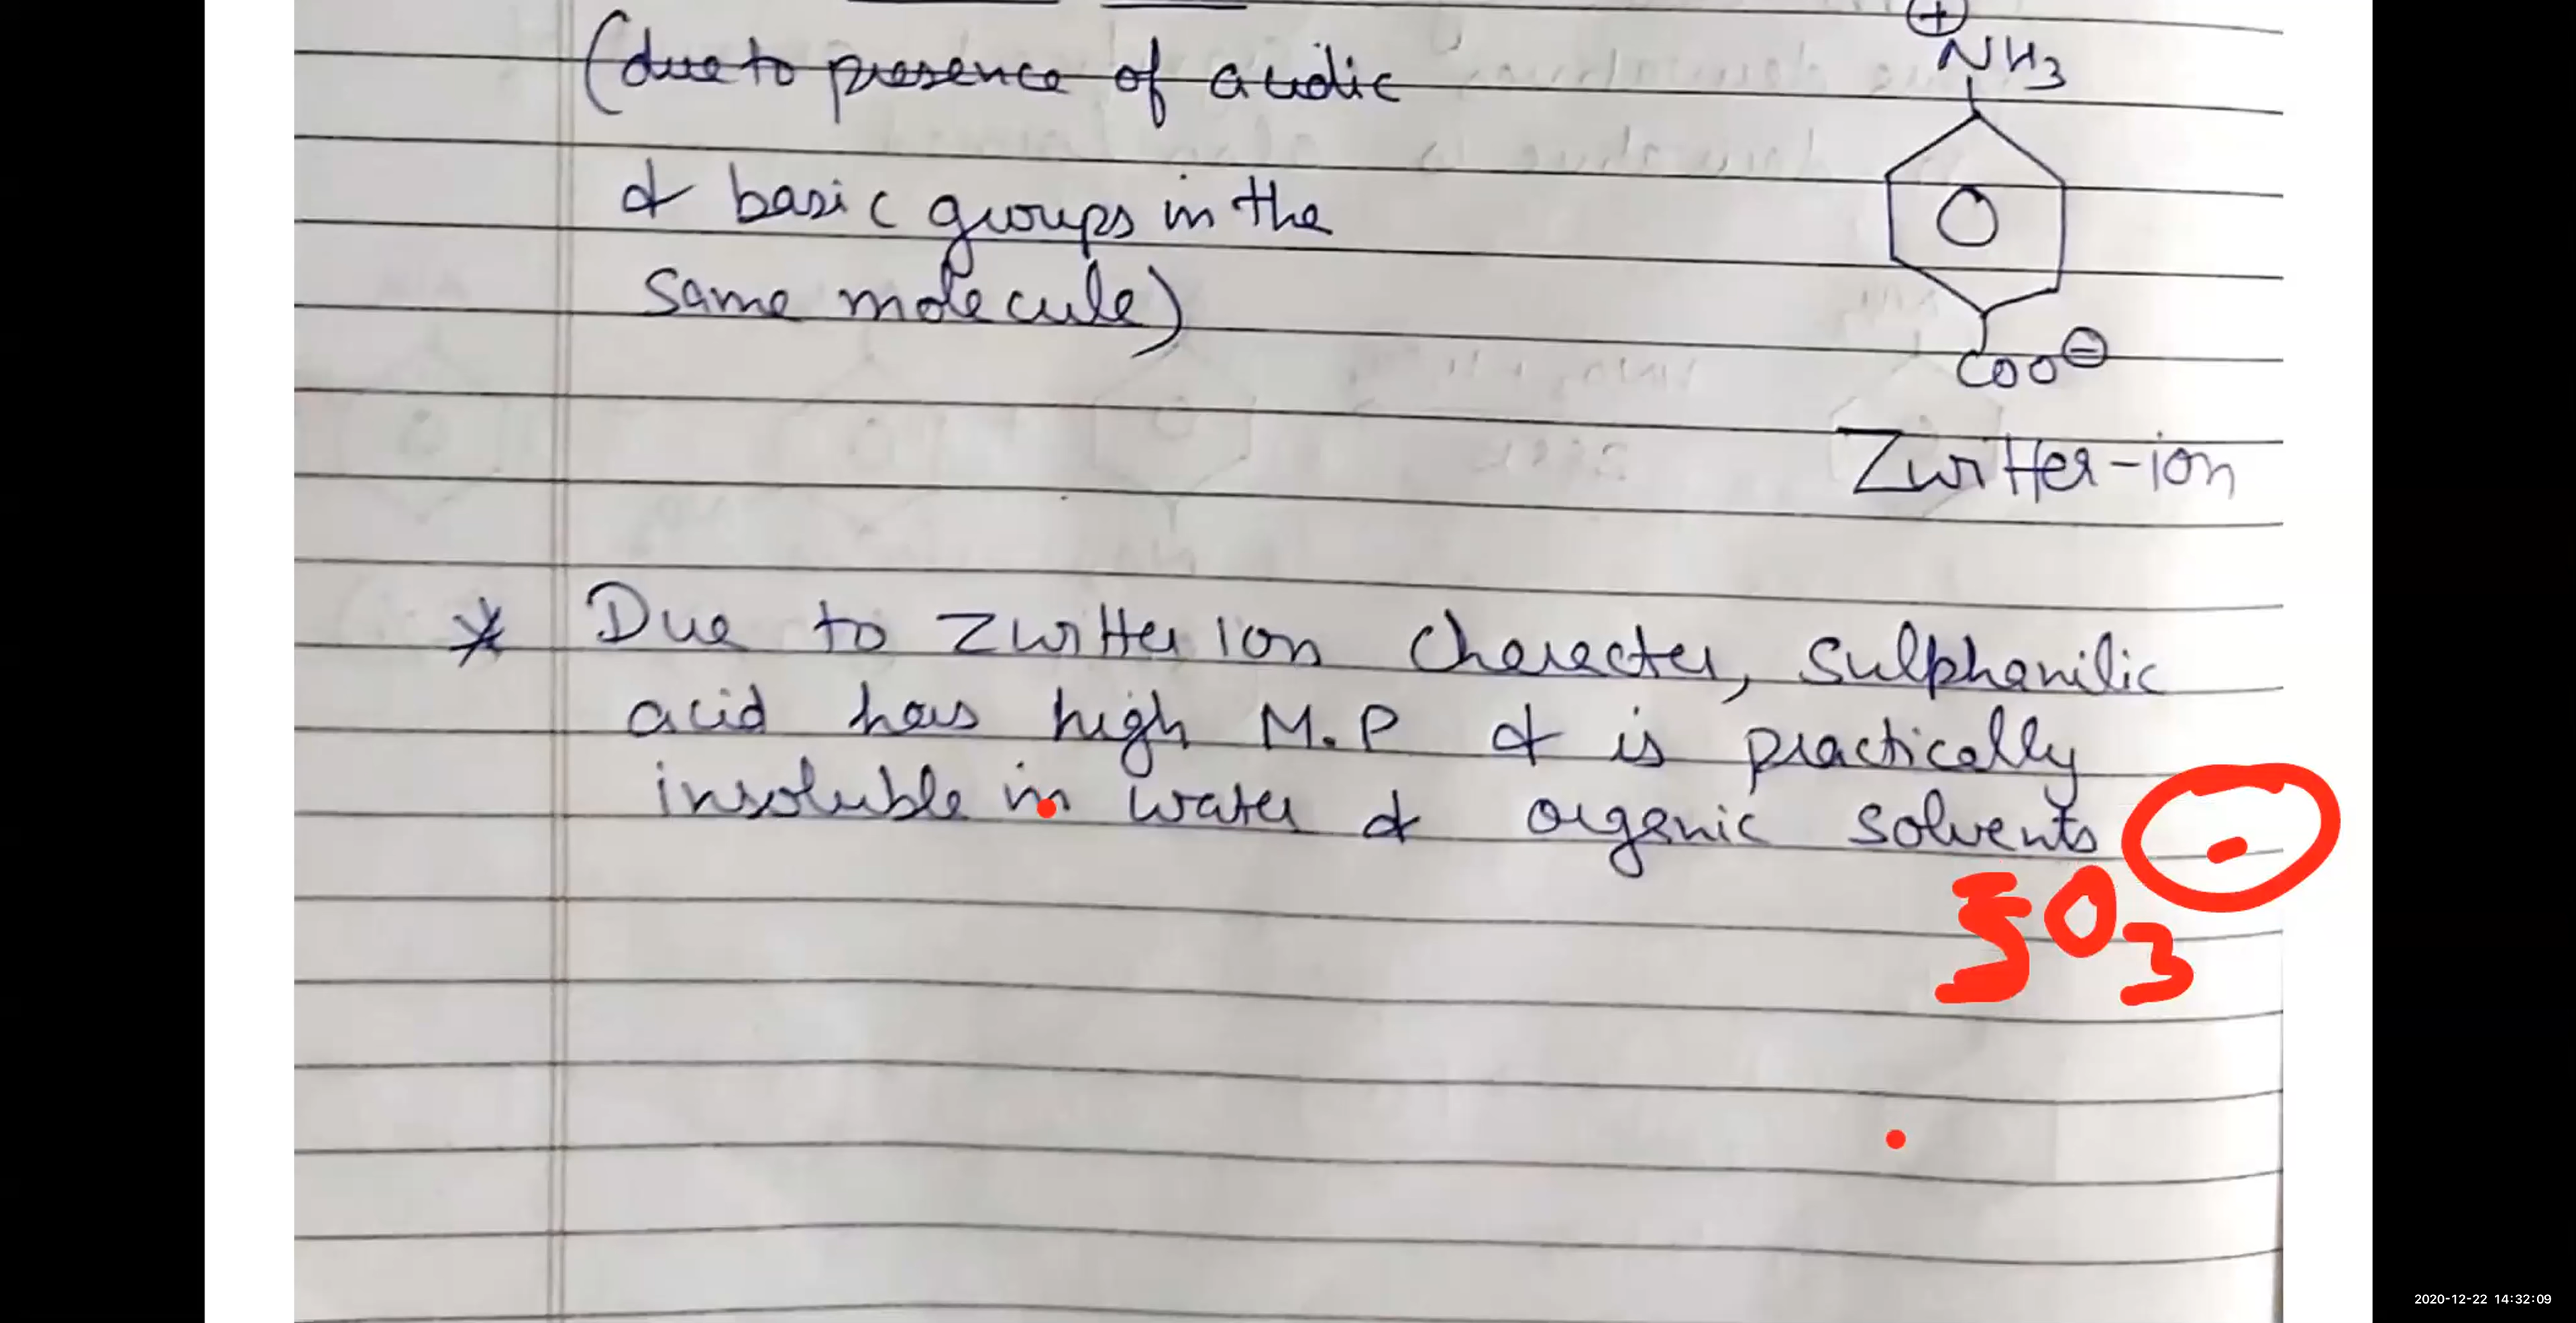 ⊕
NH3
(due to presence of acidic
& basic groups in the
same molecule)
COO⊖
Zwitter-ion
* Due to Zwitter ion Cherecter, Sulphanilic
acid has high M.P & is practically
insoluble in water & organic solvents
-
SO3
2020-12-22 14:32:09